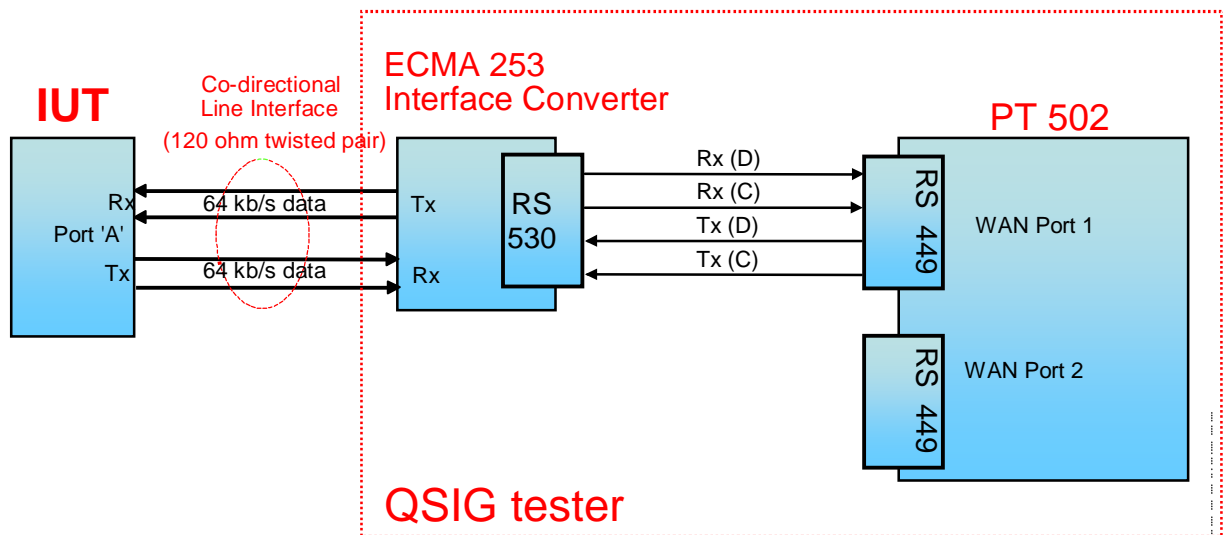 IUT
Co-directional
Line Interface
(120 ohm twisted pair)
ECMA 253
Interface Converter
PT 502
Rx
64 kb/s data
Port 'A'
Tx
64 kb/s data
Tx
Rx
RS
530
Rx (D)
Rx (C)
Tx (D)
Tx (C)
RS 449
WAN Port 1
RS 449
WAN Port 2
QSIG tester